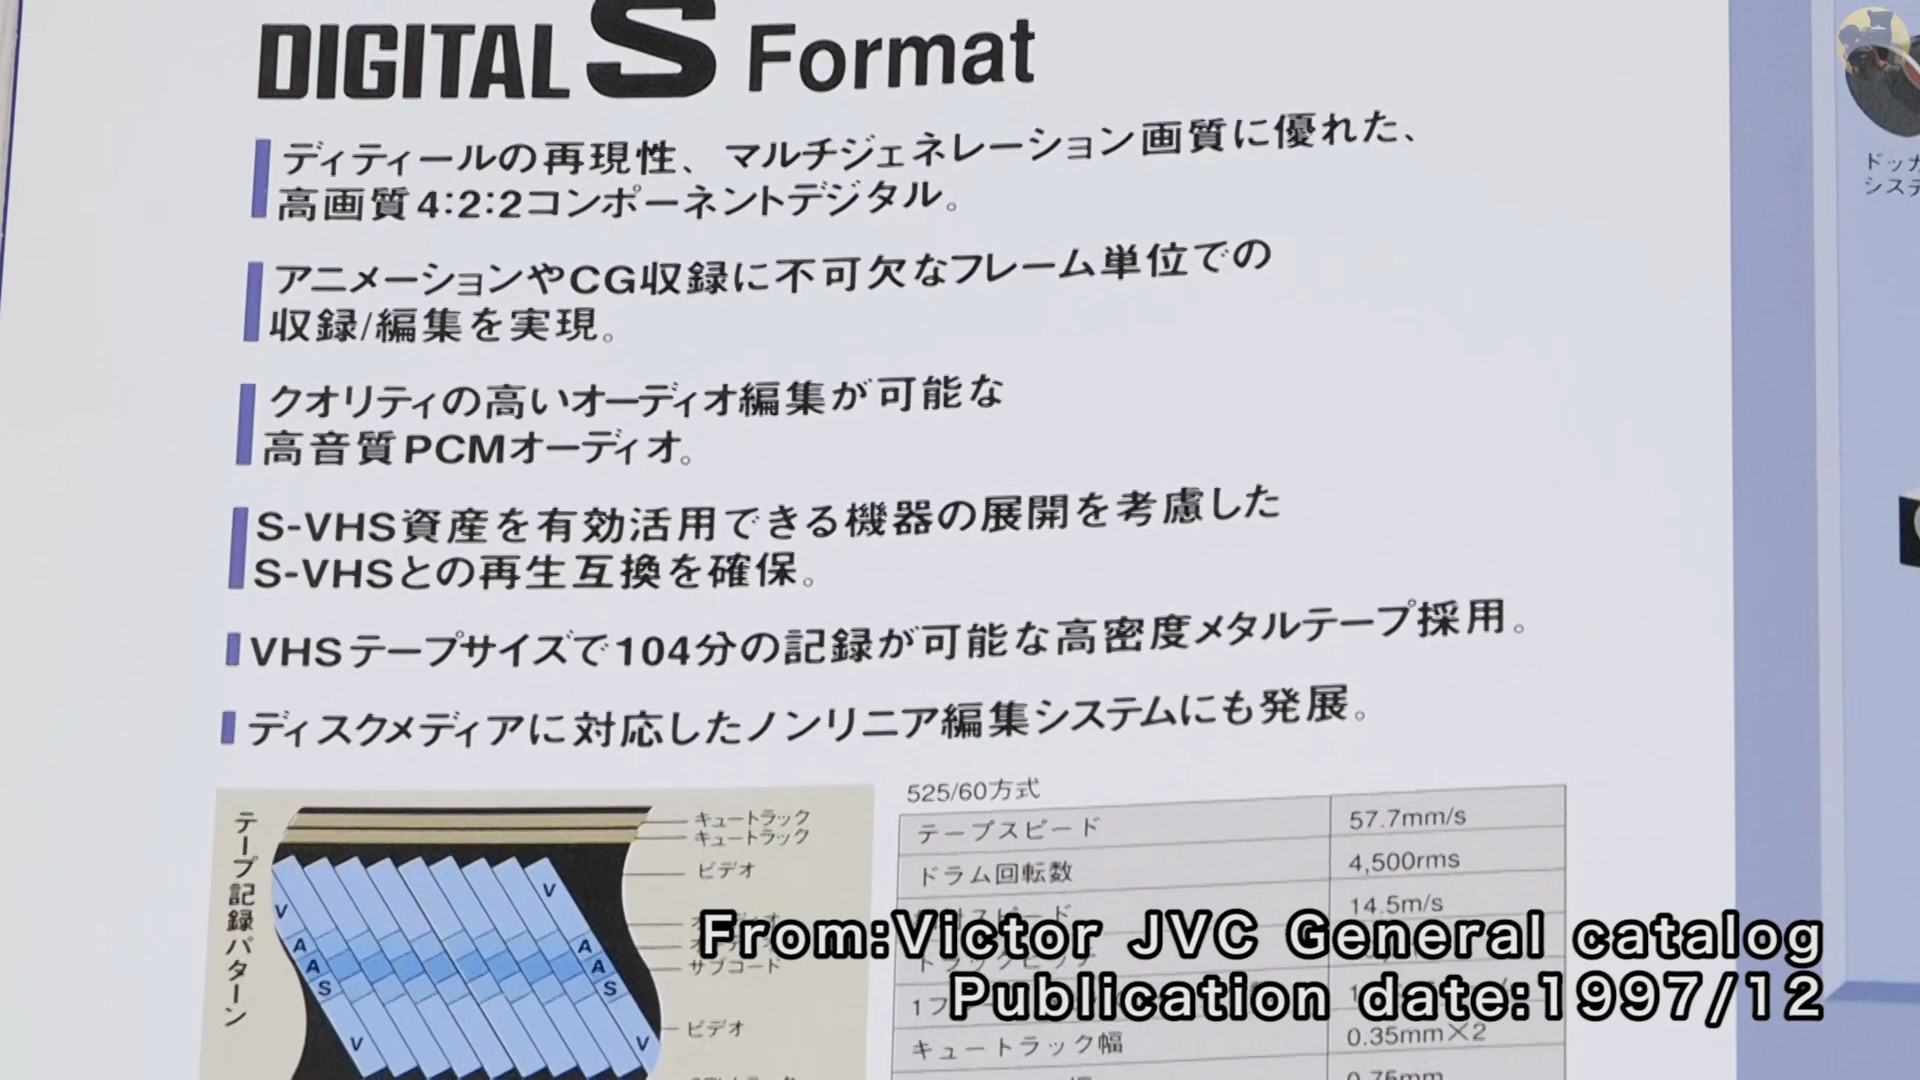 DIGITAL S Format
ディティールの再現性、マルチジェネレーション画質に優れた、
高画質4:2:2コンポーネントデジタル。
アニメーションやCG収録に不可欠なフレーム単位での
収録/編集を実現。
クオリティの高いオーディオ編集が可能な
高音質PCMオーディオ。
S-VHS資産を有効活用できる機器の展開を考慮した
S-VHSとの再生互換を確保。
VHSテープサイズで104分の記録が可能な高密度メタルテープ採用。
ディスクメディアに対応したノンリニア編集システムにも発展。
テープ記録パターン
キュートラック
キュートラック
ビデオ
サブコード
ビデオ
V
V
A
A
S
A
A
S
V
V
525/60方式
テープスピード 57.7mm/s
ドラム回転数 4,500rms
14.5m/s
キュートラック幅 0.35mm×2
From:Victor JVC General catalog
Publication date:1997/12